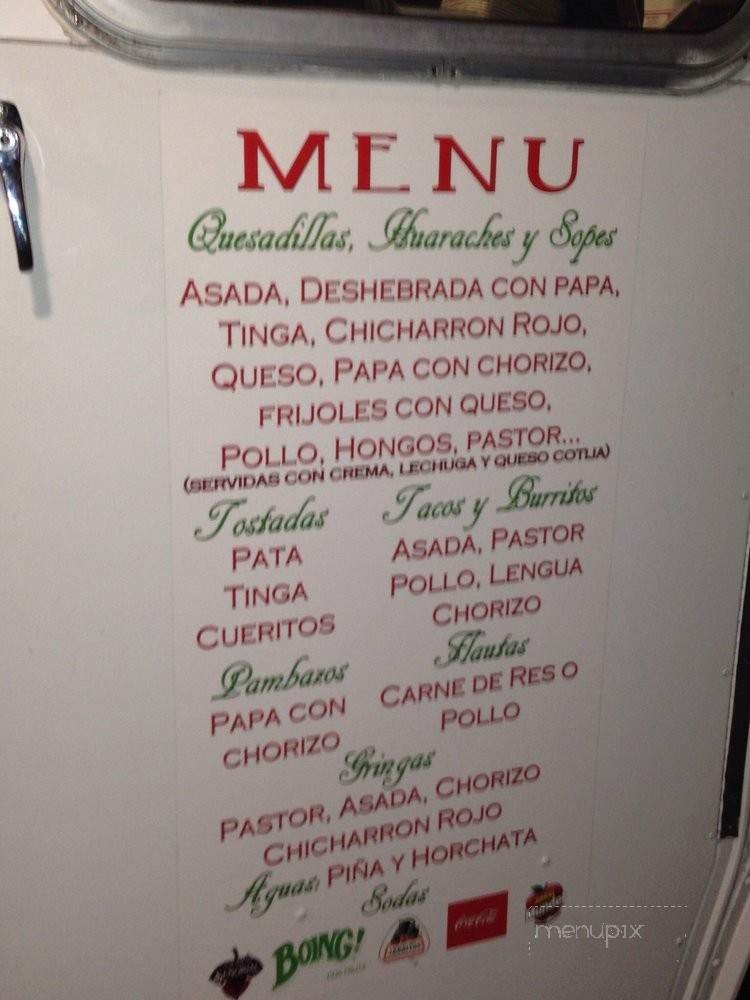 MENU
Quesadillas, Huaraches y Sopes
ASADA, DESHEBRADA CON PAPA,
TINGA, CHICHARRON ROJO,
QUESO, PAPA CON CHORIZO,
FRIJOLES CON QUESO,
POLLO, HONGOS, PASTOR...
(SERVIDAS CON CREMA, LECHUGA Y QUESO COTIJA)
Tostadas
PATA
TINGA
CUERITOS
Tacos y Burritos
ASADA, PASTOR
POLLO, LENGUA
CHORIZO
Pambazos
PAPA CON
CHORIZO
Flautas
CARNE DE RES O
POLLO
Gringas
PASTOR, ASADA, CHORIZO
CHICHARRON ROJO
Aguas: PIÑA Y HORCHATA
Sodas
BOING!
Coca-Cola
menupix